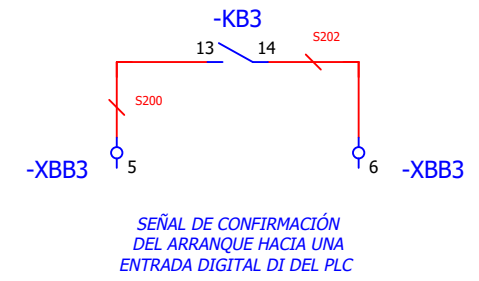 -KB3
13 14
S202
S200
-XBB3 5
6 -XBB3
SEÑAL DE CONFIRMACIÓN
DEL ARRANQUE HACIA UNA
ENTRADA DIGITAL DI DEL PLC